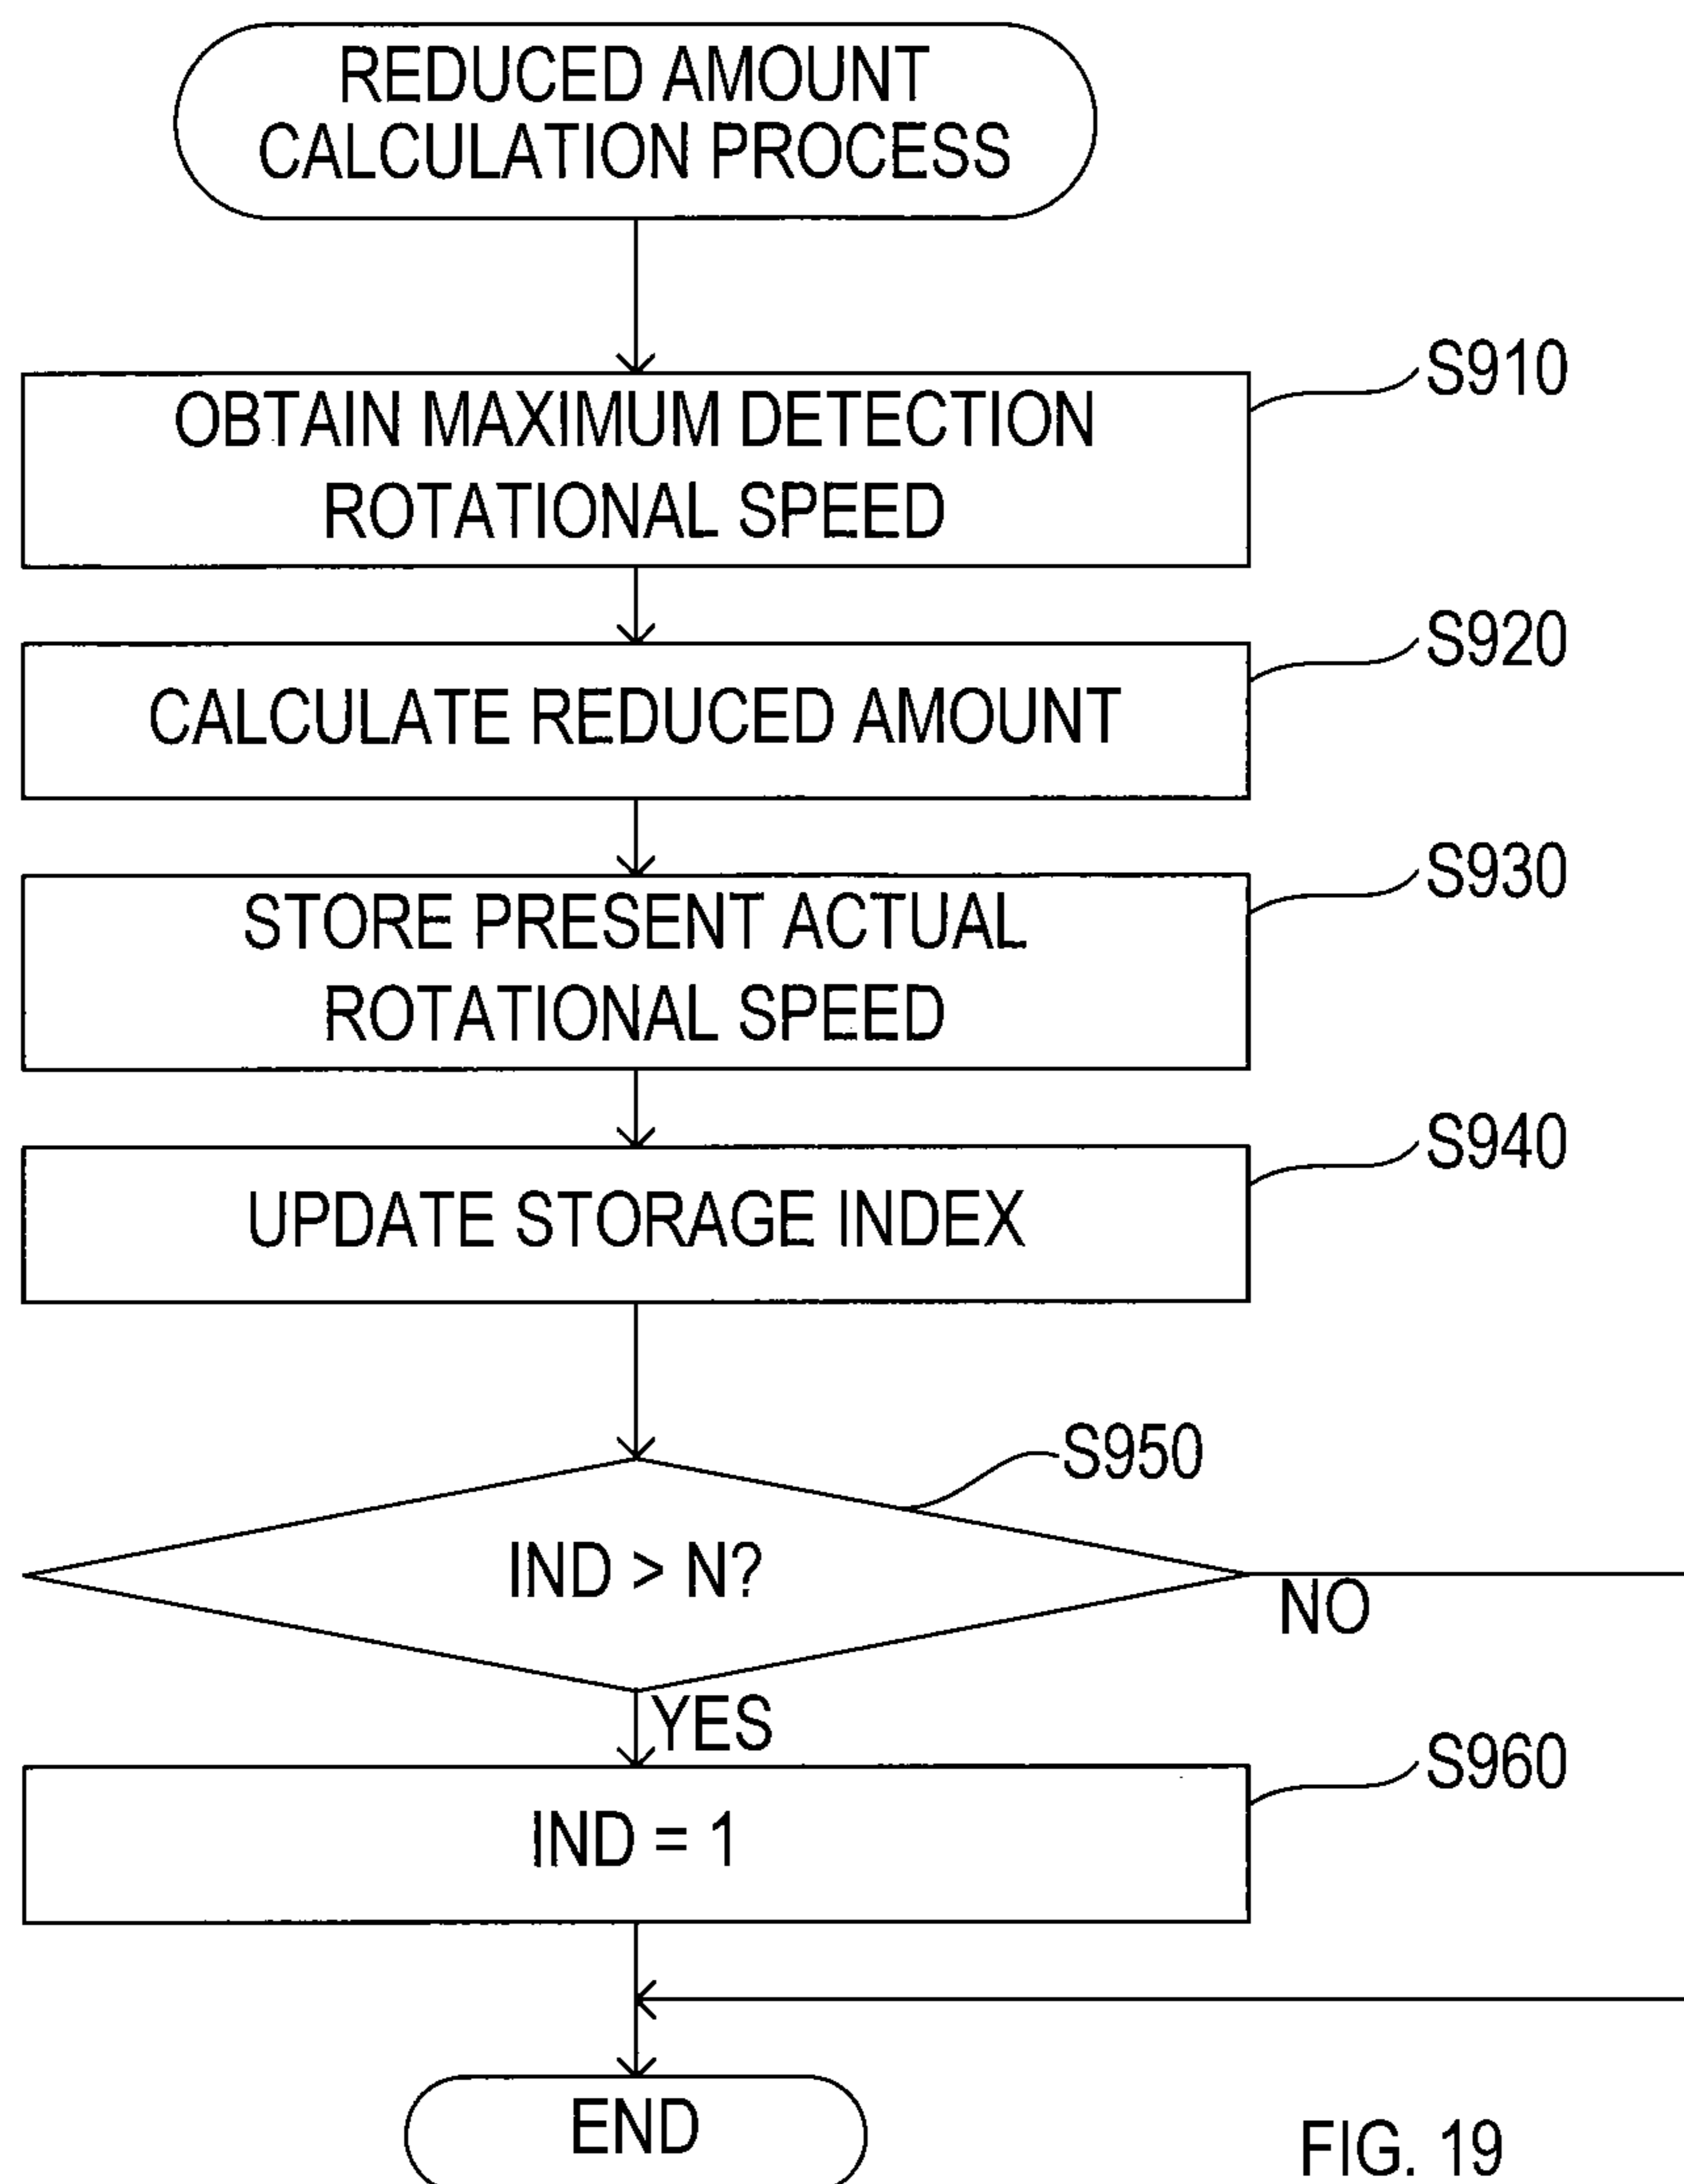 REDUCED AMOUNT
CALCULATION PROCESS
S910
OBTAIN MAXIMUM DETECTION
ROTATIONAL SPEED
S920
CALCULATE REDUCED AMOUNT
S930
STORE PRESENT ACTUAL
ROTATIONAL SPEED
S940
UPDATE STORAGE INDEX
S950
IND > N?
NO
YES
S960
IND = 1
END
FIG. 19